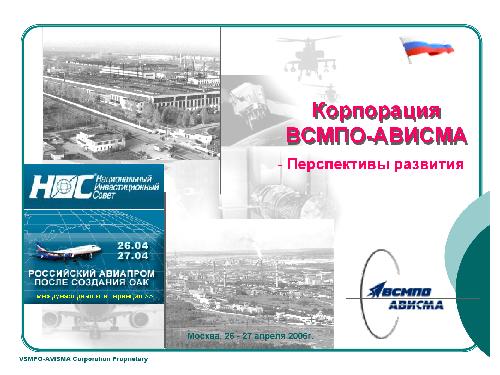 Корпорация
ВСМПО-АВИСМА
- Перспективы развития
НИС Национальный
Инвестиционный
Совет
26.04
27.04
РОССИЙСКИЙ АВИАПРОМ
ПОСЛЕ СОЗДАНИЯ ОАК
>>
ВСМПО
АВИСМА
Москва, 26 - 27 апреля 2006г.
VSMPO-AVISMA Corporation Proprietary